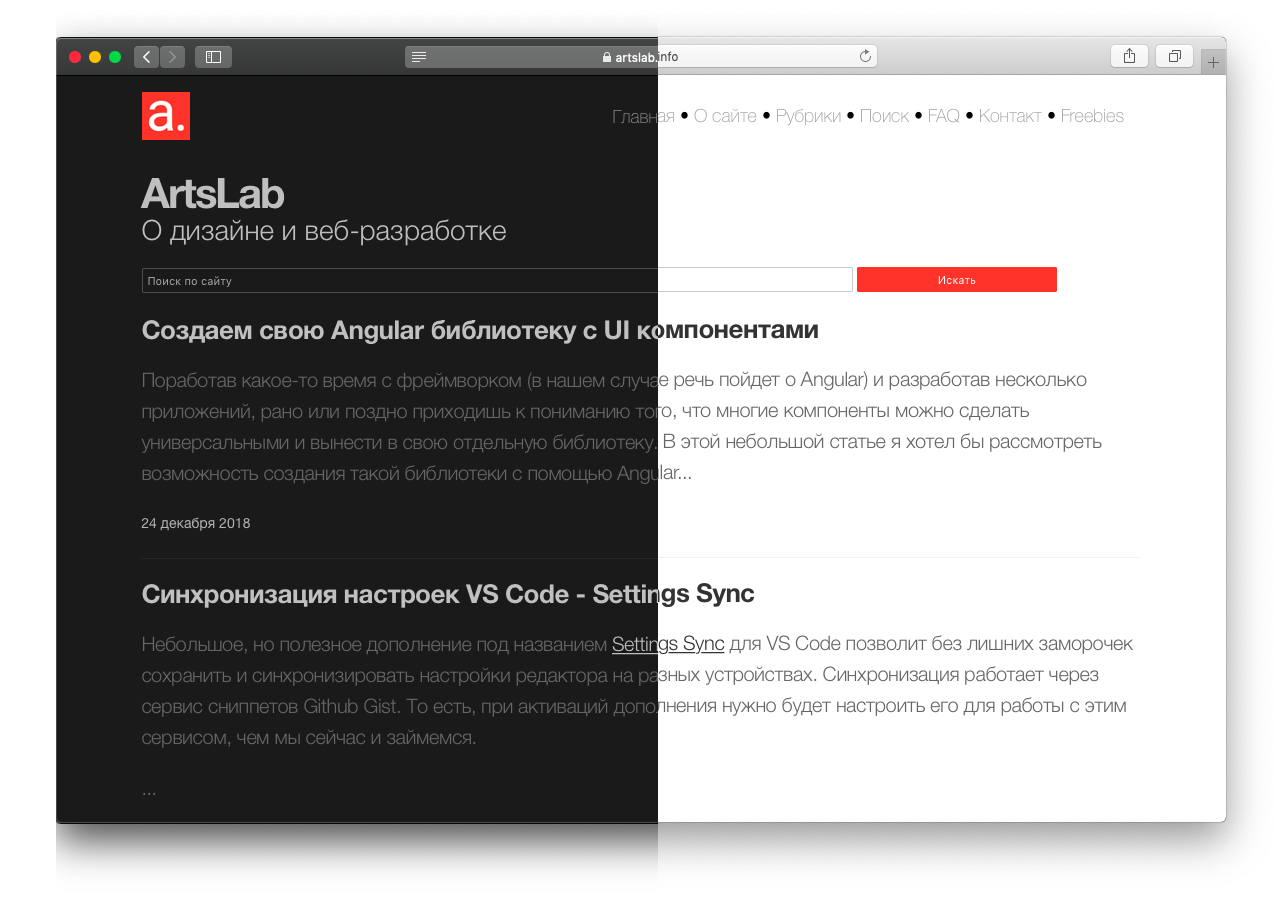 artslab.info
a.
Главная • О сайте • Рубрики • Поиск • FAQ • Контакт • Freebies
ArtsLab
О дизайне и веб-разработке
Поиск по сайту
Искать
Создаем свою Angular библиотеку с UI компонентами
Поработав какое-то время с фреймворком (в нашем случае речь пойдет о Angular) и разработав несколько
приложений, рано или поздно приходишь к пониманию того, что многие компоненты можно сделать
универсальными и вынести в свою отдельную библиотеку. В этой небольшой статье я хотел бы рассмотреть
возможность создания такой библиотеки с помощью Angular...
24 декабря 2018
Синхронизация настроек VS Code - Settings Sync
Небольшое, но полезное дополнение под названием Settings Sync для VS Code позволит без лишних заморочек
сохранить и синхронизировать настройки редактора на разных устройствах. Синхронизация работает через
сервис сниппетов Github Gist. То есть, при активаций дополнения нужно будет настроить его для работы с этим
сервисом, чем мы сейчас и займемся.
...